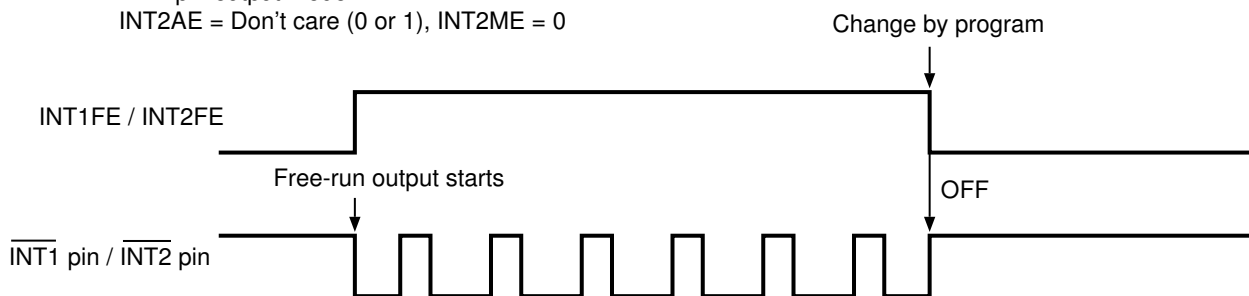 INT2AE = Don't care (0 or 1), INT2ME = 0
Change by program
INT1FE / INT2FE
Free-run output starts
OFF
INT1 pin / INT2 pin